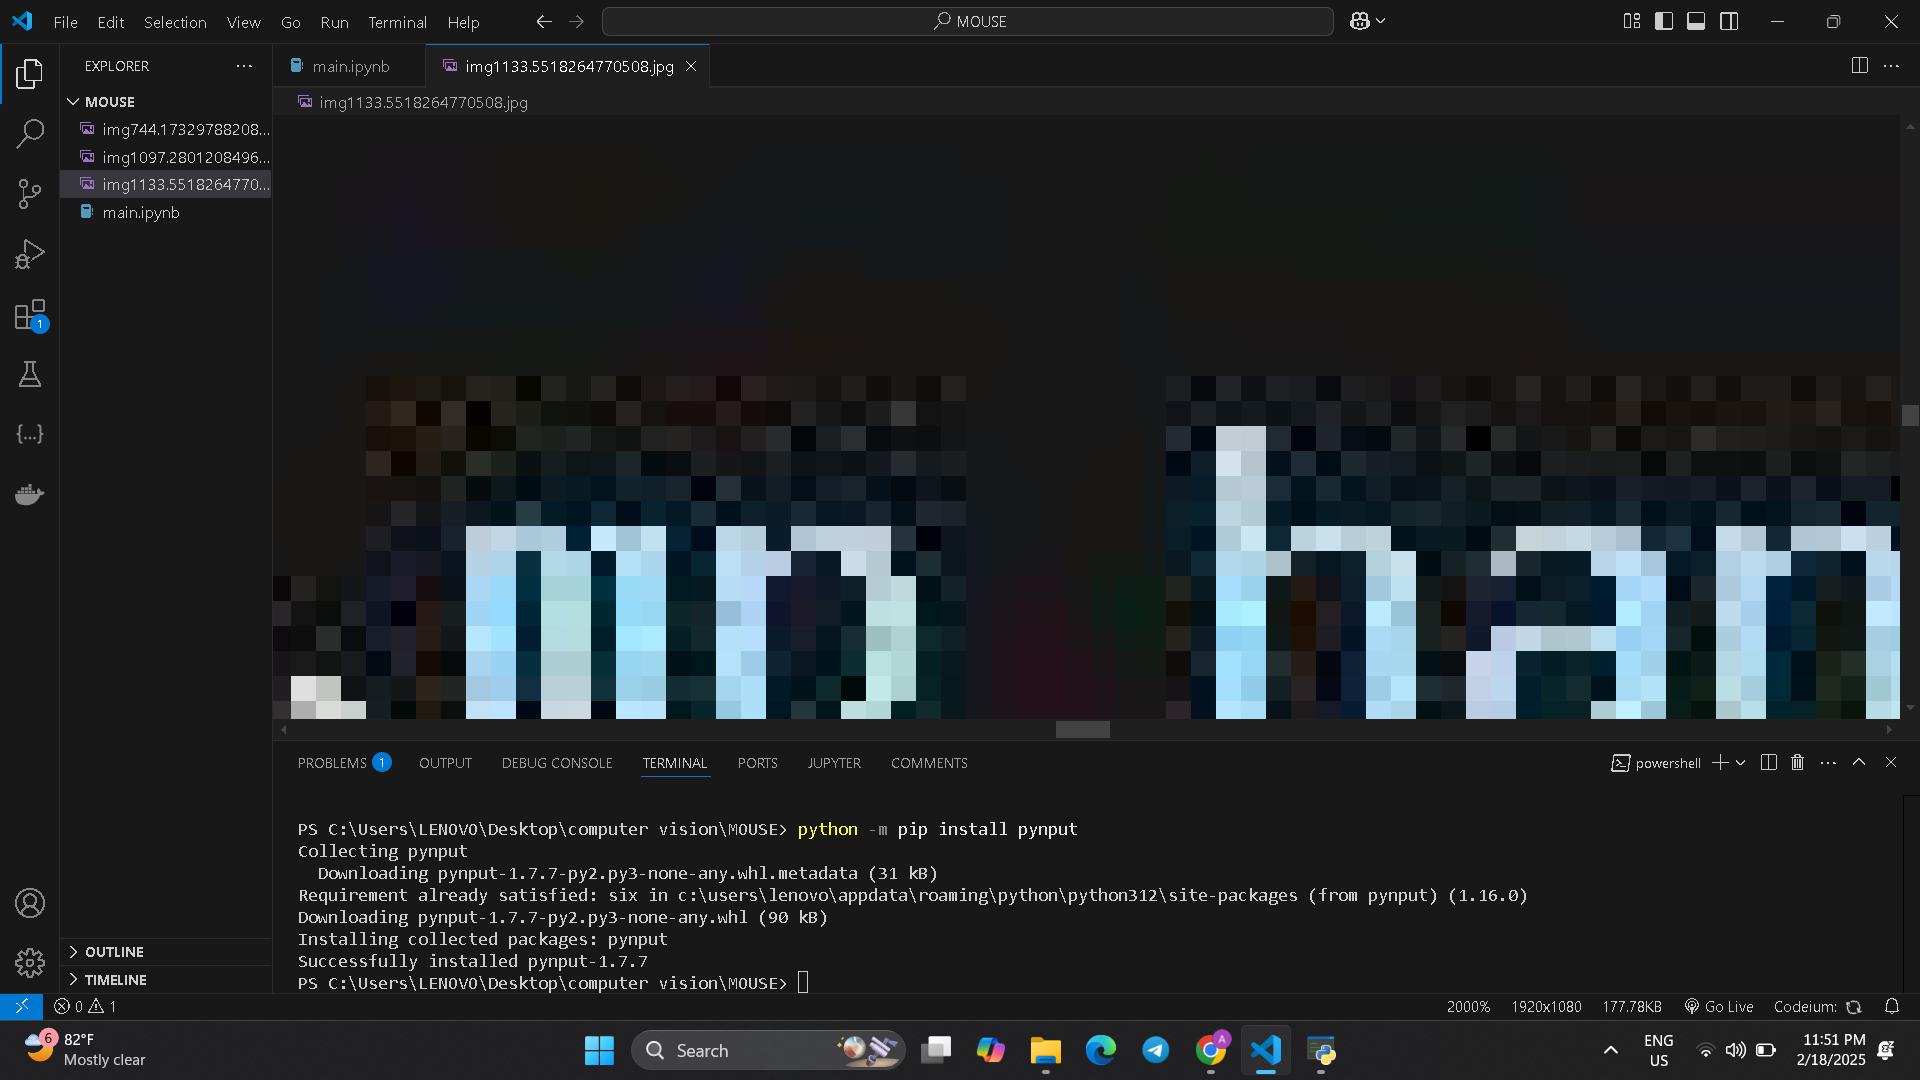 File Edit Selection View Go Run Terminal Help
MOUSE
EXPLORER
MOUSE
img744.17329788208...
img1097.2801208496...
img1133.5518264770...
main.ipynb
OUTLINE
TIMELINE
main.ipynb
img1133.5518264770508.jpg
img1133.5518264770508.jpg
. mp han
PROBLEMS 1 OUTPUT DEBUG CONSOLE TERMINAL PORTS JUPYTER COMMENTS
powershell
PS C:\Users\LENOVO\Desktop\computer vision\MOUSE> python -m pip install pynput
Collecting pynput
Downloading pynput-1.7.7-py2.py3-none-any.whl.metadata (31 kB)
Requirement already satisfied: six in c:\users\lenovo\appdata\roaming\python\python312\site-packages (from pynput) (1.16.0)
Downloading pynput-1.7.7-py2.py3-none-any.whl (90 kB)
Installing collected packages: pynput
Successfully installed pynput-1.7.7
PS C:\Users\LENOVO\Desktop\computer vision\MOUSE>
1
0 1
2000% 1920x1080 177.78KB Go Live Codeium:
6
82°F
Mostly clear
Search
A
ENG
US
11:51 PM
2/18/2025